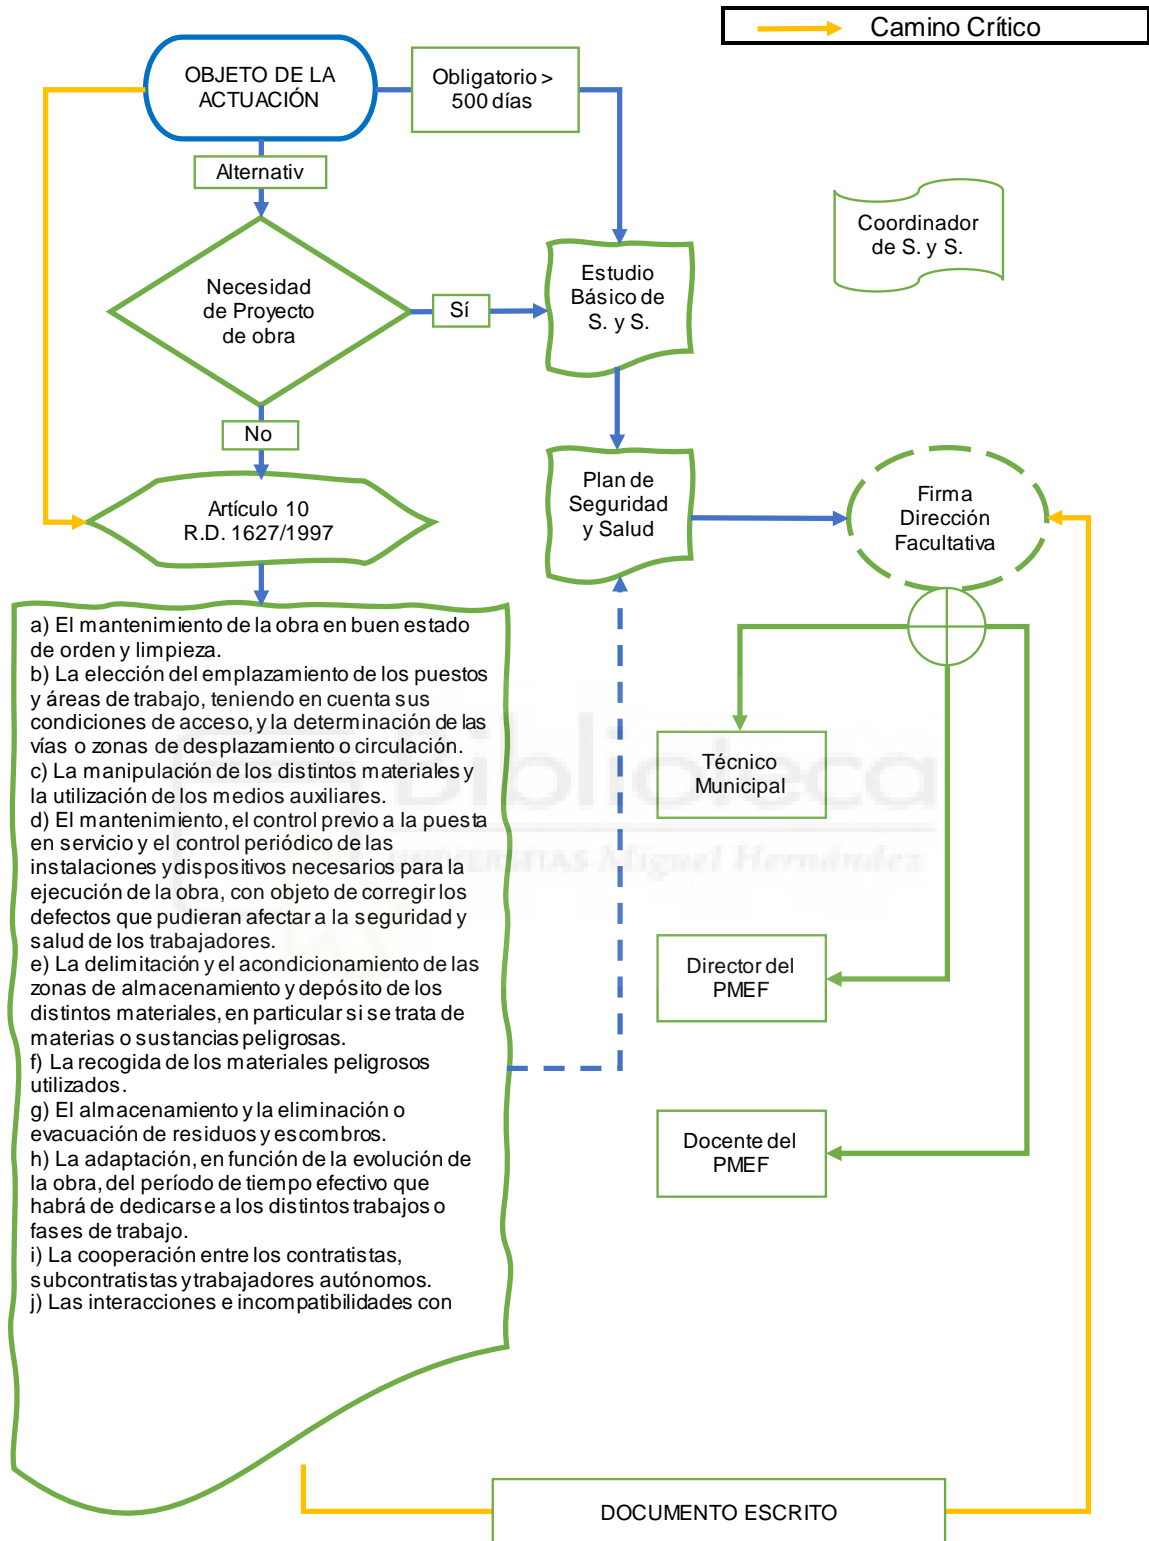 Camino Crítico
OBJETO DE LA
ACTUACIÓN
Obligatorio >
500 días
Alternativ
Coordinador
de S. y S.
Necesidad
de Proyecto
de obra
Sí
Estudio
Básico de
S. y S.
No
Plan de
Seguridad
y Salud
Firma
Dirección
Facultativa
Artículo 10
R.D. 1627/1997
a) El mantenimiento de la obra en buen estado
de orden y limpieza.
b) La elección del emplazamiento de los puestos
y áreas de trabajo, teniendo en cuenta sus
condiciones de acceso, y la determinación de las
vías o zonas de desplazamiento o circulación.
c) La manipulación de los distintos materiales y
la utilización de los medios auxiliares.
d) El mantenimiento, el control previo a la puesta
en servicio y el control periódico de las
instalaciones y dispositivos necesarios para la
ejecución de la obra, con objeto de corregir los
defectos que pudieran afectar a la seguridad y
salud de los trabajadores.
e) La delimitación y el acondicionamiento de las
zonas de almacenamiento y depósito de los
distintos materiales, en particular si se trata de
materias o sustancias peligrosas.
f) La recogida de los materiales peligrosos
utilizados.
g) El almacenamiento y la eliminación o
evacuación de residuos y escombros.
h) La adaptación, en función de la evolución de
la obra, del período de tiempo efectivo que
habrá de dedicarse a los distintos trabajos o
fases de trabajo.
i) La cooperación entre los contratistas,
subcontratistas y trabajadores autónomos.
j) Las interacciones e incompatibilidades con
Biblioteca
UNIVERSITAS Miguel Hernández
Técnico
Municipal
Director del
PMEF
Docente del
PMEF
DOCUMENTO ESCRITO